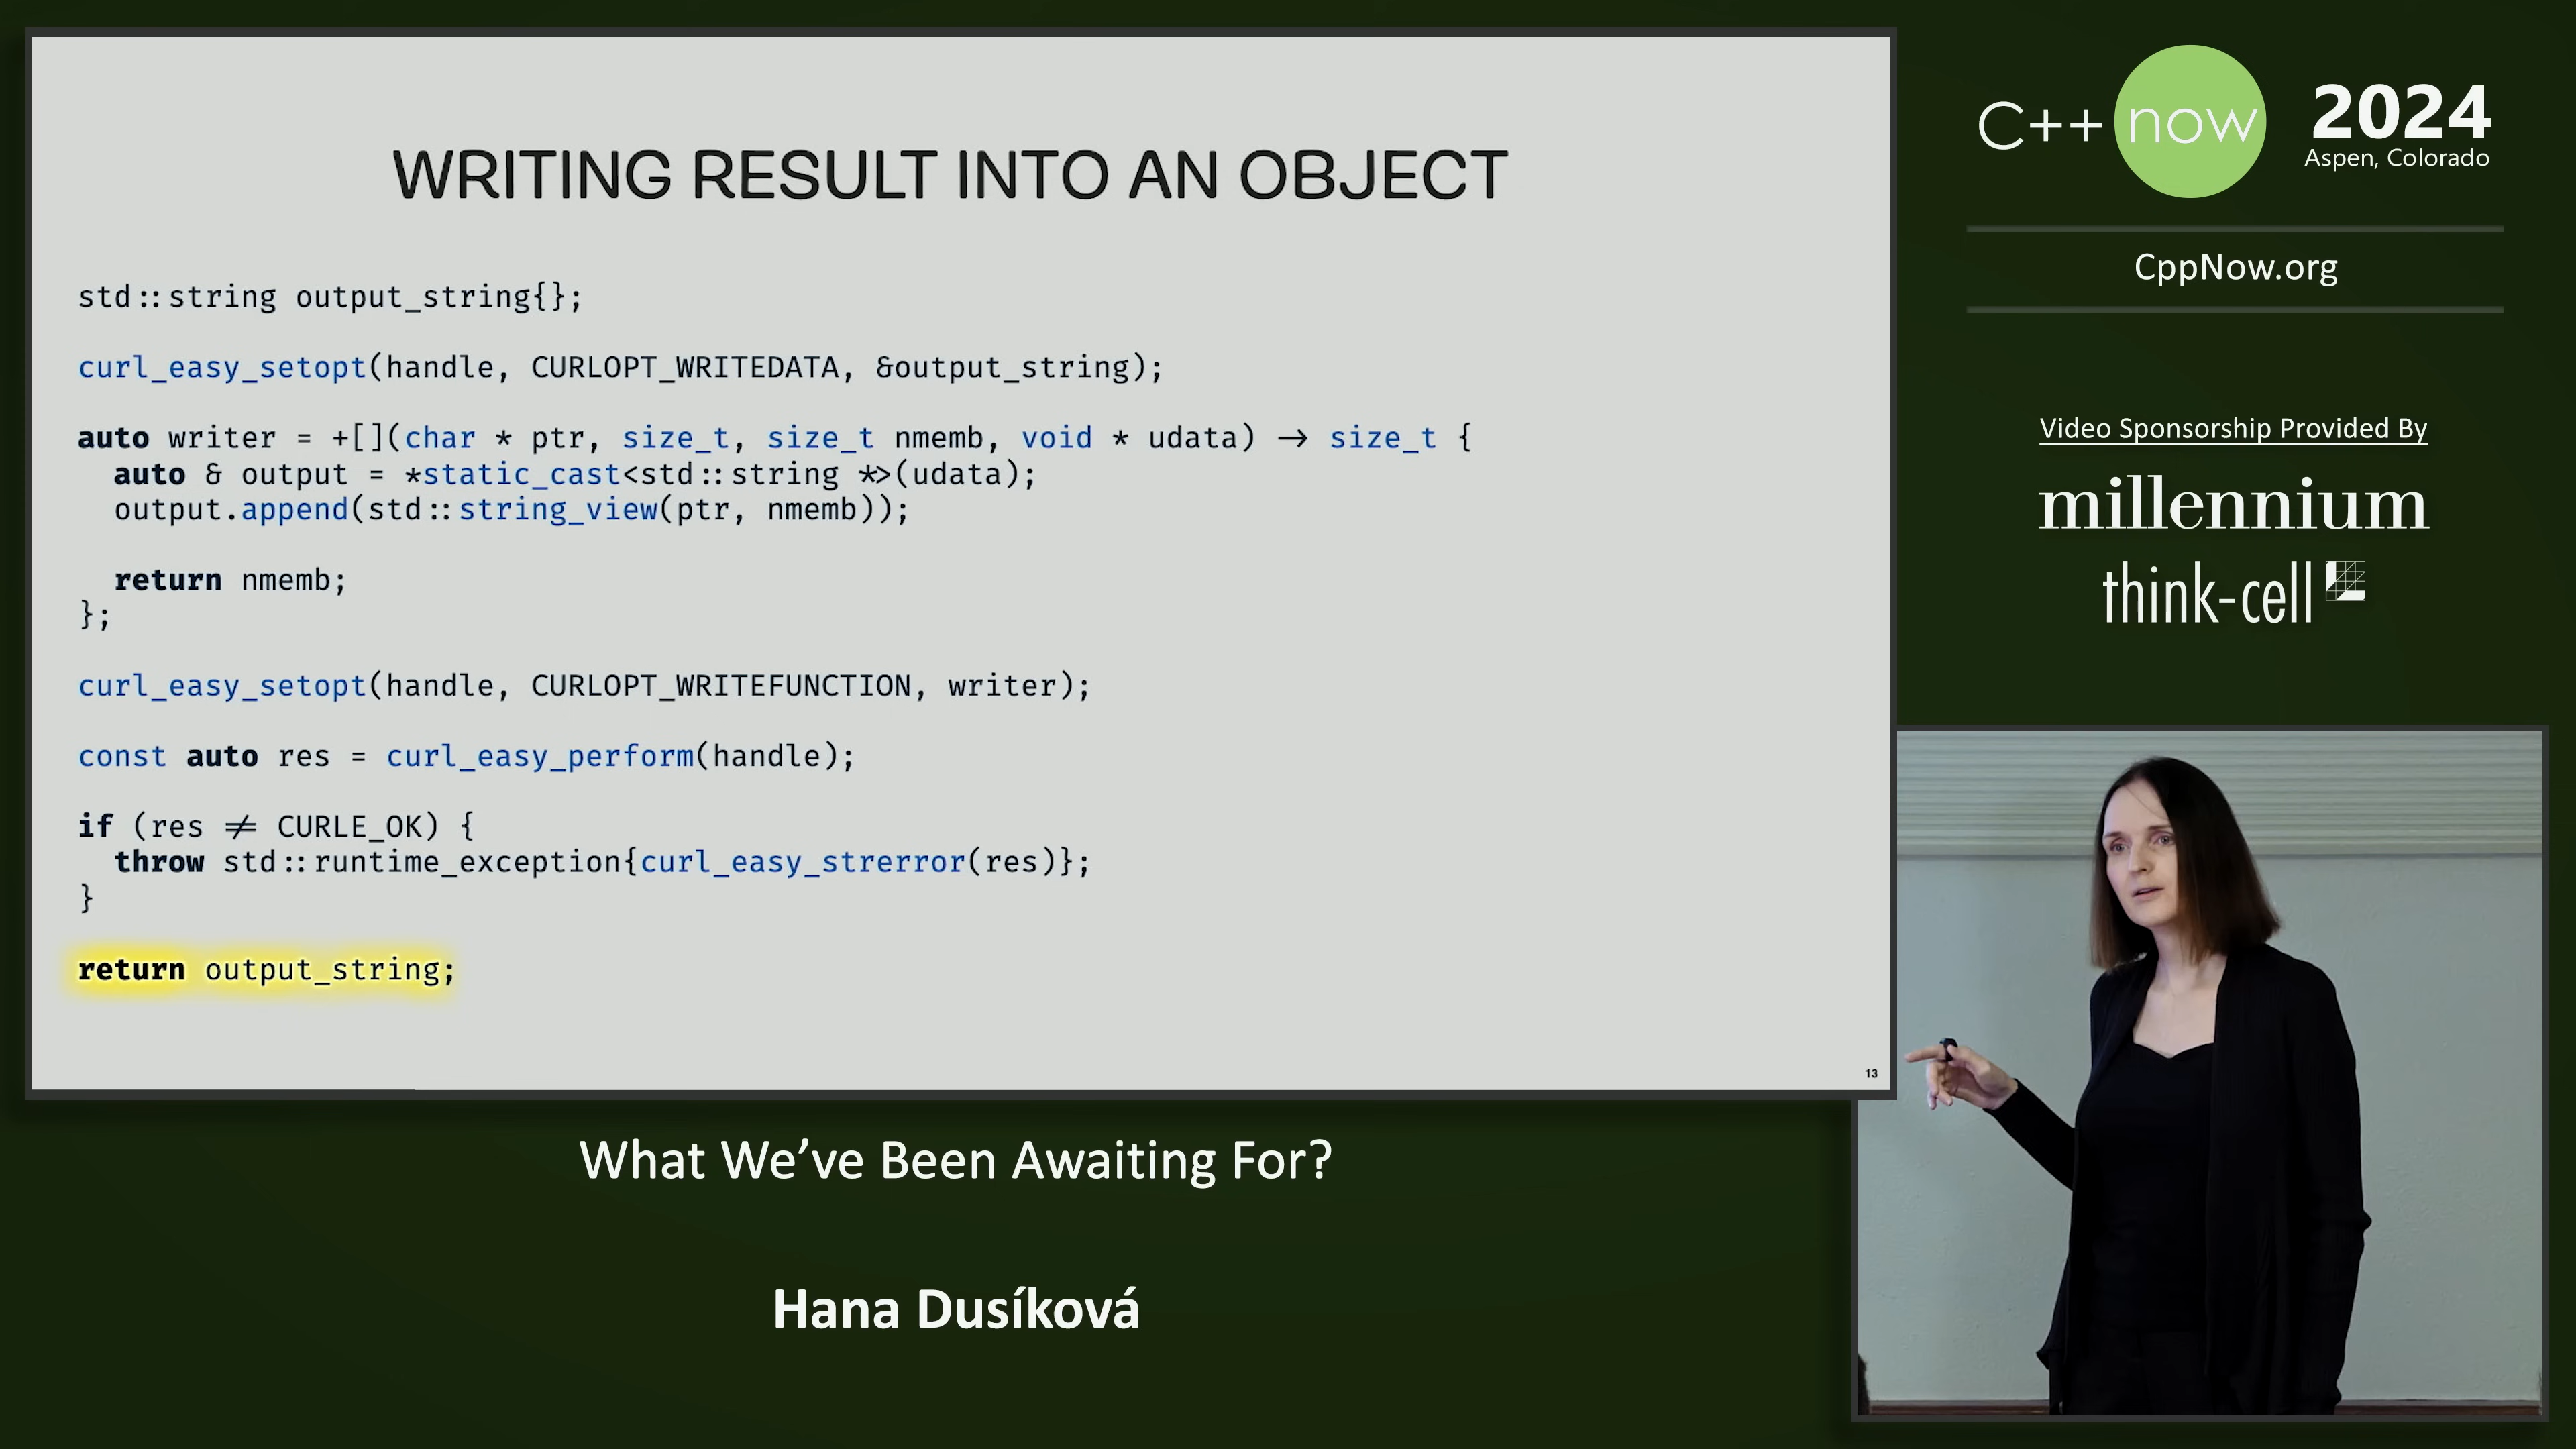 WRITING RESULT INTO AN OBJECT
std::string output_string{};
curl_easy_setopt(handle, CURLOPT_WRITEDATA, &output_string);
auto writer = +[](char * ptr, size_t, size_t nmemb, void * udata) → size_t {
auto & output = *static_cast<std::string *>(udata);
output.append(std::string_view(ptr, nmemb));
return nmemb;
};
curl_easy_setopt(handle, CURLOPT_WRITEFUNCTION, writer);
const auto res = curl_easy_perform(handle);
if (res ≠ CURLE_OK) {
throw std::runtime_exception{curl_easy_strerror(res)};
}
return output_string;
13
C++ now 2024
Aspen, Colorado
CppNow.org
Video Sponsorship Provided By
millennium
think-cell
What We’ve Been Awaiting For?
Hana Dusíková